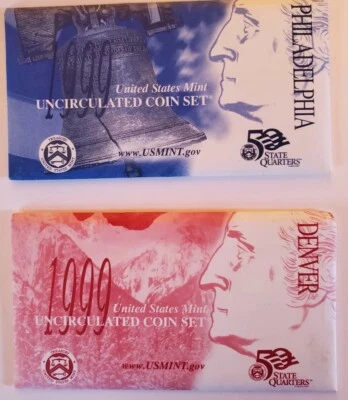 PHILADELPHIA
1999
United States Mint
UNCIRCULATED COIN SET
50
STATE
QUARTERS
www.USMINT.gov
DENVER
1999
United States Mint
UNCIRCULATED COIN SET
50
STATE
QUARTERS
www.USMINT.gov